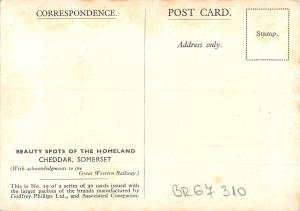 CORRESPONDENCE.
POST CARD.
Address only.
Stamp.
BEAUTY SPOTS OF THE HOMELAND
CHEDDAR, SOMERSET
(With acknowledgments to the
Great Western Railway.)
This is No. 19 of a series of 30 cards issued with
the larger packets of the brands manufactured by
Godfrey Phillips Ltd., and Associated Companies.
BR67 310